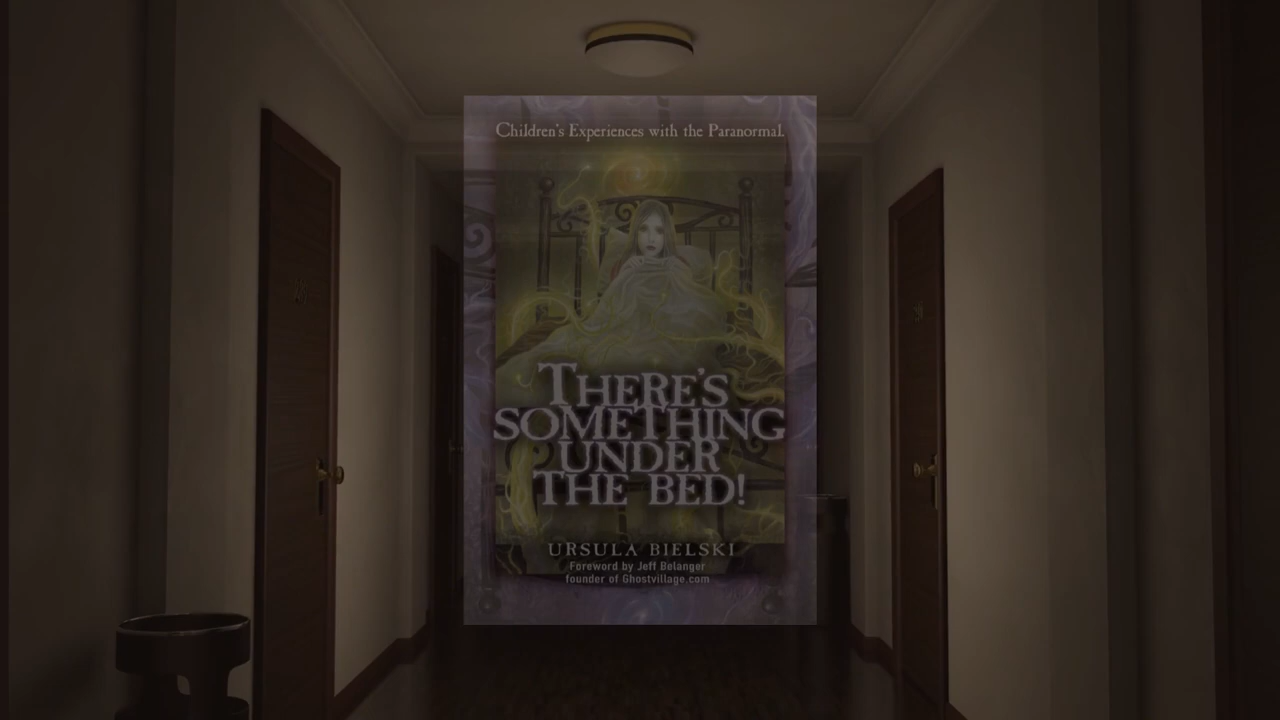 Children's Experiences with the Paranormal.
THERE'S
SOMETHING
UNDER
THE BED!
URSULA BIELSKI
Foreword by Jeff Belanger
founder of Ghostvillage.com